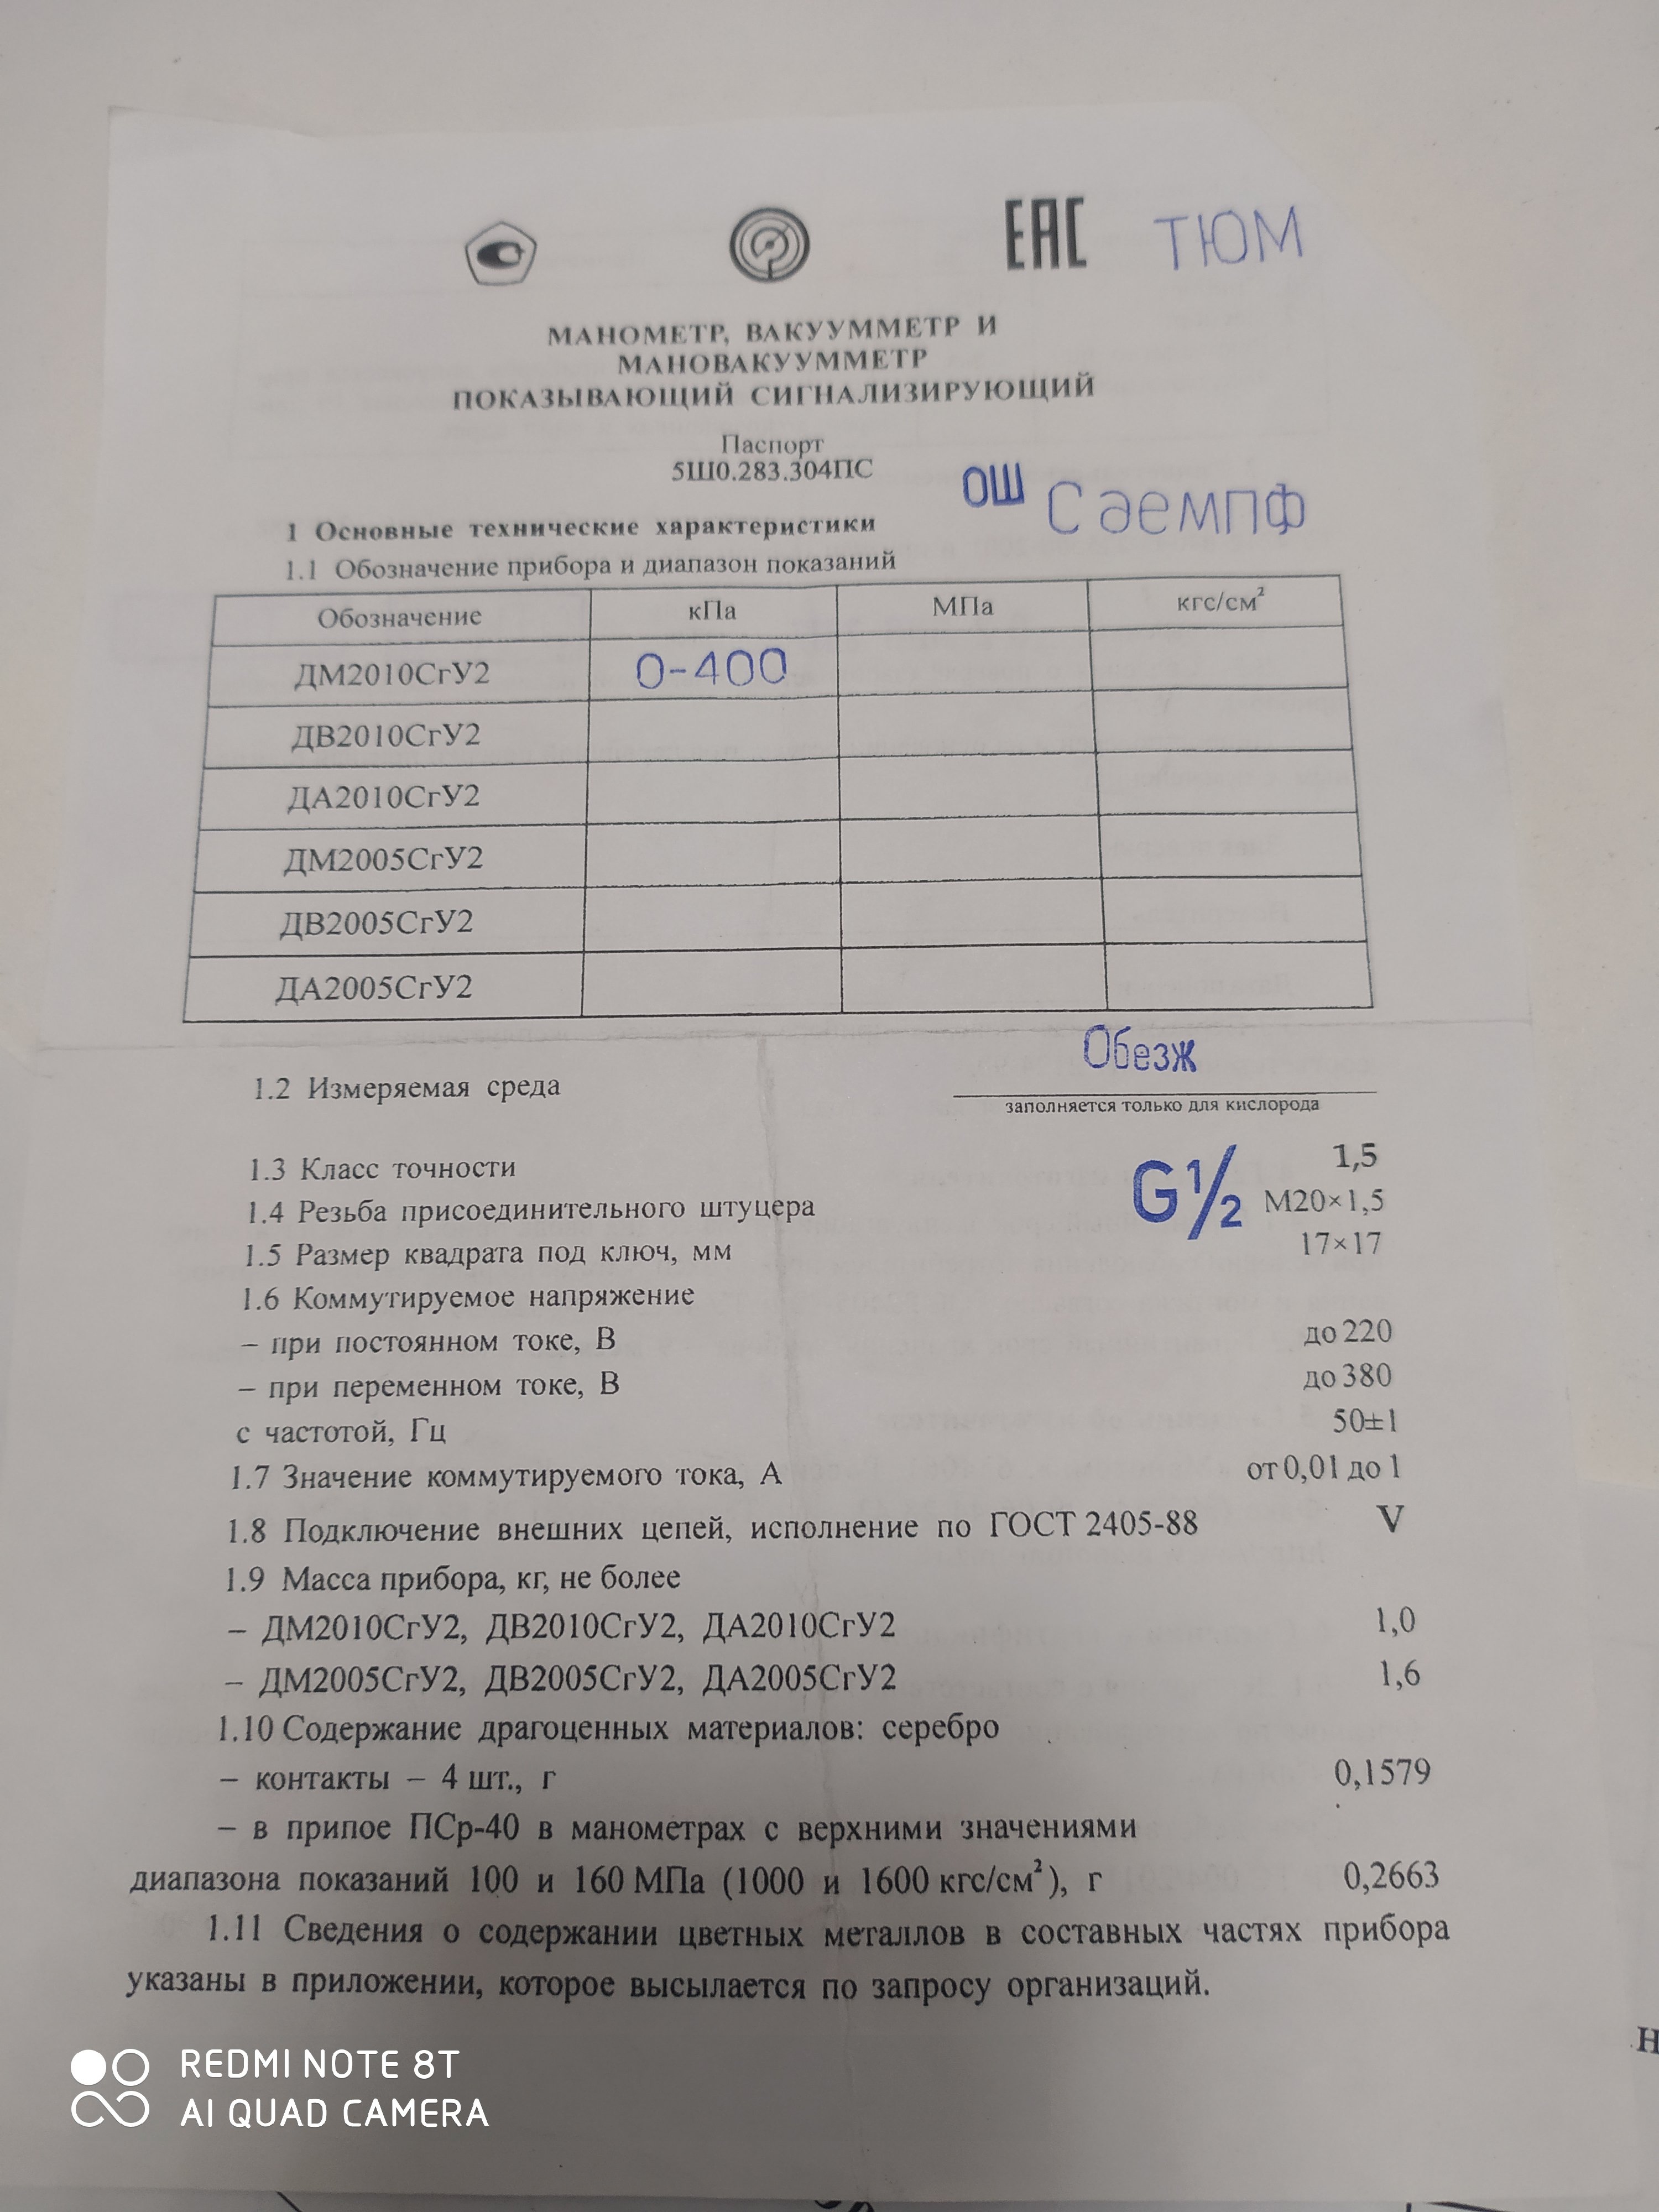 ЕАС ТЮМ
МАНОМЕТР, ВАКУУММЕТР И
МАНОВАКУУММЕТР
ПОКАЗЫВАЮЩИЙ СИГНАЛИЗИРУЮЩИЙ
Паспорт
5Ш0.283.304ПС
ОШ
1 Основные технические характеристики
1.1 Обозначение прибора и диапазон показаний
Обозначение кПа МПа кгс/см²
ДМ2010СгУ2 0-400
ДВ2010СгУ2
ДА2010СгУ2
ДМ2005СгУ2
ДВ2005СгУ2
ДА2005СгУ2
Обезж
1.2 Измеряемая среда
заполняется только для кислорода
1.3 Класс точности 1,5
1.4 Резьба присоединительного штуцера G½ М20×1,5
1.5 Размер квадрата под ключ, мм 17×17
1.6 Коммутируемое напряжение
– при постоянном токе, В до 220
– при переменном токе, В до 380
с частотой, Гц 50±1
1.7 Значение коммутируемого тока, А от 0,01 до 1
1.8 Подключение внешних цепей, исполнение по ГОСТ 2405-88 V
1.9 Масса прибора, кг, не более
– ДМ2010СгУ2, ДВ2010СгУ2, ДА2010СгУ2 1,0
– ДМ2005СгУ2, ДВ2005СгУ2, ДА2005СгУ2 1,6
1.10 Содержание драгоценных материалов: серебро
– контакты – 4 шт., г 0,1579
– в припое ПСр-40 в манометрах с верхними значениями
диапазона показаний 100 и 160 МПа (1000 и 1600 кгс/см²), г 0,2663
1.11 Сведения о содержании цветных металлов в составных частях прибора
указаны в приложении, которое высылается по запросу организаций.
REDMI NOTE 8T
AI QUAD CAMERA